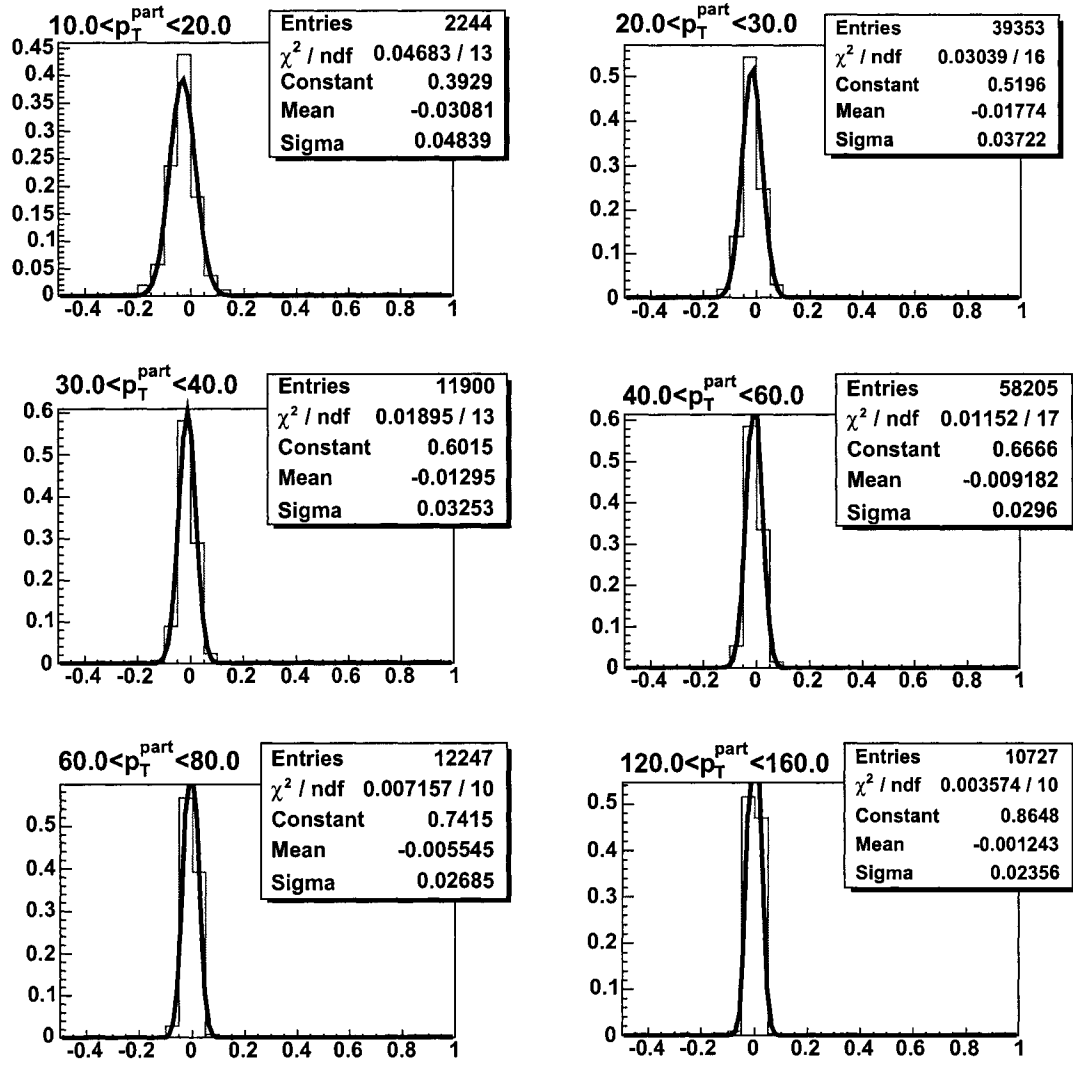 10.0<p_T^part<20.0
Entries 2244
χ² / ndf 0.04683 / 13
Constant 0.3929
Mean -0.03081
Sigma 0.04839
0.45
0.4
0.35
0.3
0.25
0.2
0.15
0.1
0.05
0
-0.4 -0.2 0 0.2 0.4 0.6 0.8 1
20.0<p_T^part<30.0
Entries 39353
χ² / ndf 0.03039 / 16
Constant 0.5196
Mean -0.01774
Sigma 0.03722
0.5
0.4
0.3
0.2
0.1
0
-0.4 -0.2 0 0.2 0.4 0.6 0.8 1
30.0<p_T^part<40.0
Entries 11900
χ² / ndf 0.01895 / 13
Constant 0.6015
Mean -0.01295
Sigma 0.03253
0.6
0.5
0.4
0.3
0.2
0.1
0
-0.4 -0.2 0 0.2 0.4 0.6 0.8 1
40.0<p_T^part<60.0
Entries 58205
χ² / ndf 0.01152 / 17
Constant 0.6666
Mean -0.009182
Sigma 0.0296
0.6
0.5
0.4
0.3
0.2
0.1
0
-0.4 -0.2 0 0.2 0.4 0.6 0.8 1
60.0<p_T^part<80.0
Entries 12247
χ² / ndf 0.007157 / 10
Constant 0.7415
Mean -0.005545
Sigma 0.02685
0.5
0.4
0.3
0.2
0.1
0
-0.4 -0.2 0 0.2 0.4 0.6 0.8 1
120.0<p_T^part<160.0
Entries 10727
χ² / ndf 0.003574 / 10
Constant 0.8648
Mean -0.001243
Sigma 0.02356
0.5
0.4
0.3
0.2
0.1
0
-0.4 -0.2 0 0.2 0.4 0.6 0.8 1